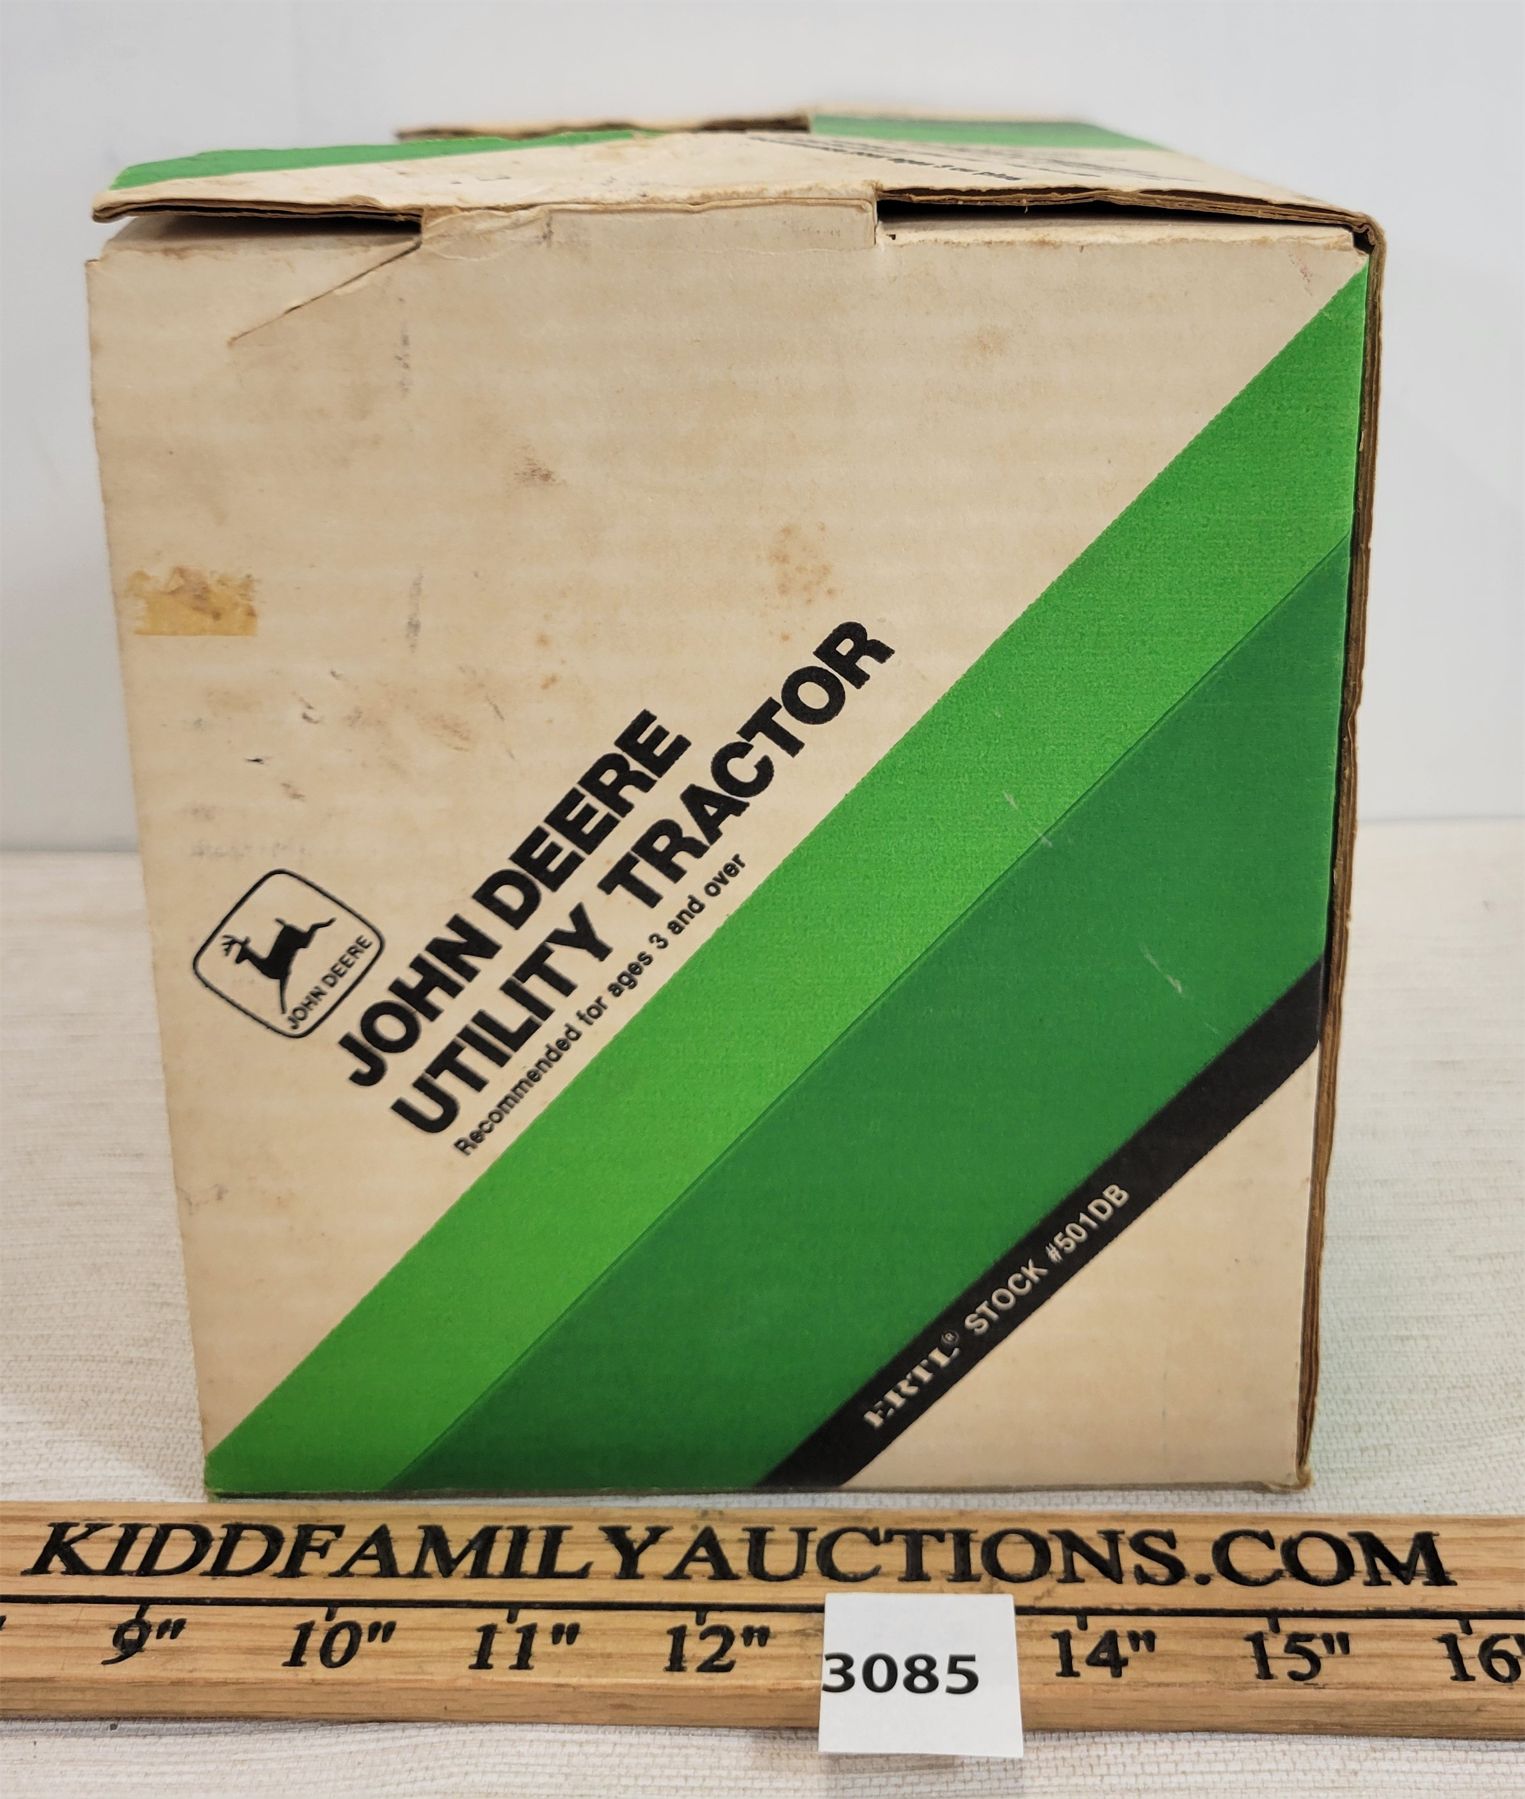 JOHN DEERE
JOHN DEERE
UTILITY TRACTOR
Recommended for ages 3 and over
ERTL® STOCK #501DB
KIDDFAMILYAUCTIONS.COM
9" 10" 11" 12" 14" 15" 16
3085